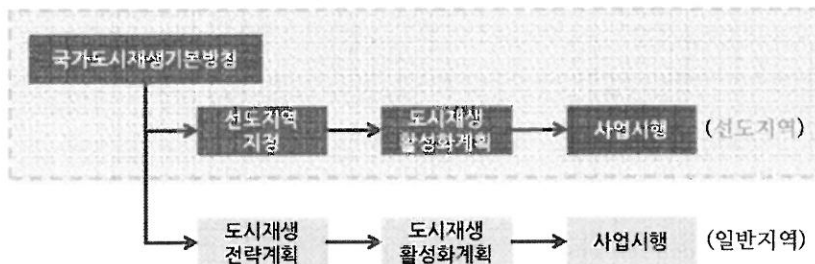 국가도시재생기본방침
선도지역
지정
도시재생
활성화계획
사업시행
(선도지역)
도시재생
전략계획
도시재생
활성화계획
사업시행
(일반지역)